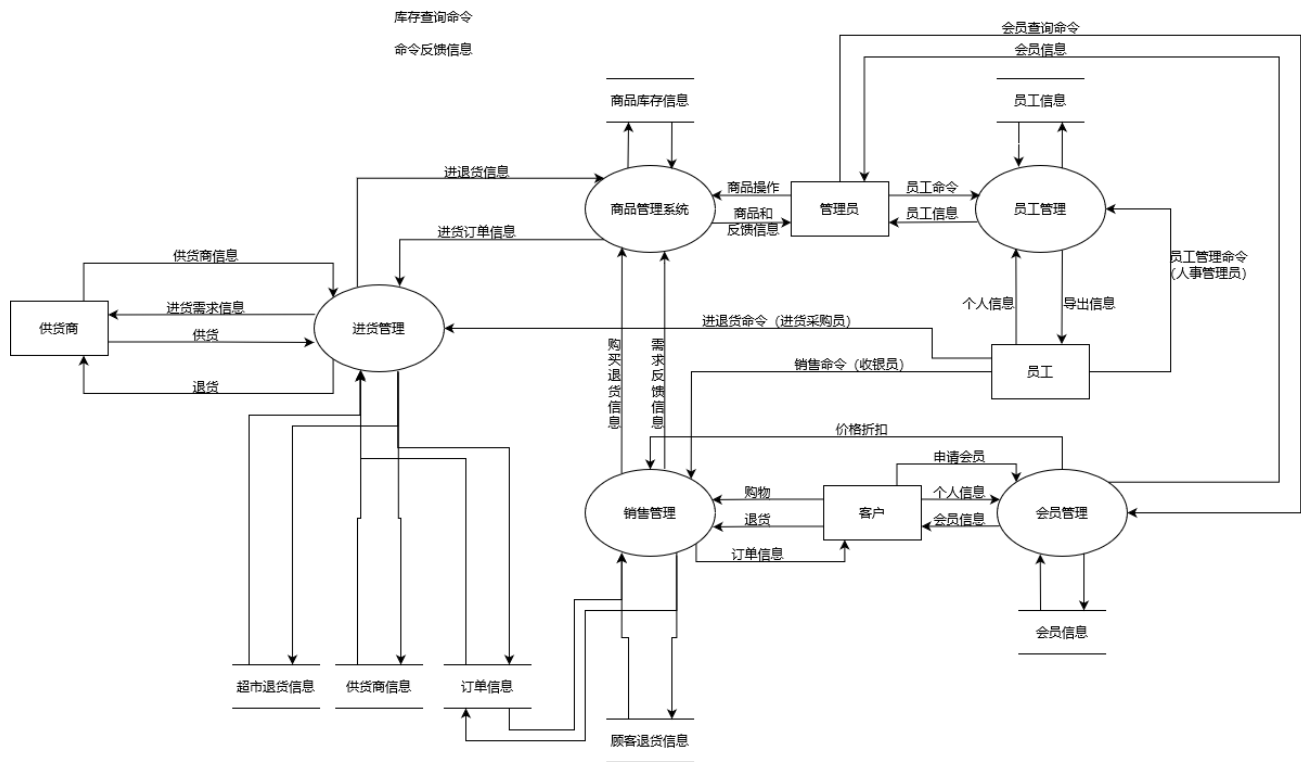 库存查询命令
命令反馈信息
会员查询命令
会员信息
商品库存信息
员工信息
进退货信息
商品操作
员工命令
商品管理系统
管理员
员工管理
商品和
反馈信息
员工信息
进货订单信息
供货商信息
员工管理命令
（人事管理员）
进货需求信息
个人信息
导出信息
供货商
进货管理
进退货命令（进货采购员）
供货
购买退货信息
需求反馈信息
销售命令（收银员）
员工
退货
价格折扣
申请会员
购物
个人信息
销售管理
客户
会员管理
退货
会员信息
订单信息
会员信息
超市退货信息
供货商信息
订单信息
顾客退货信息